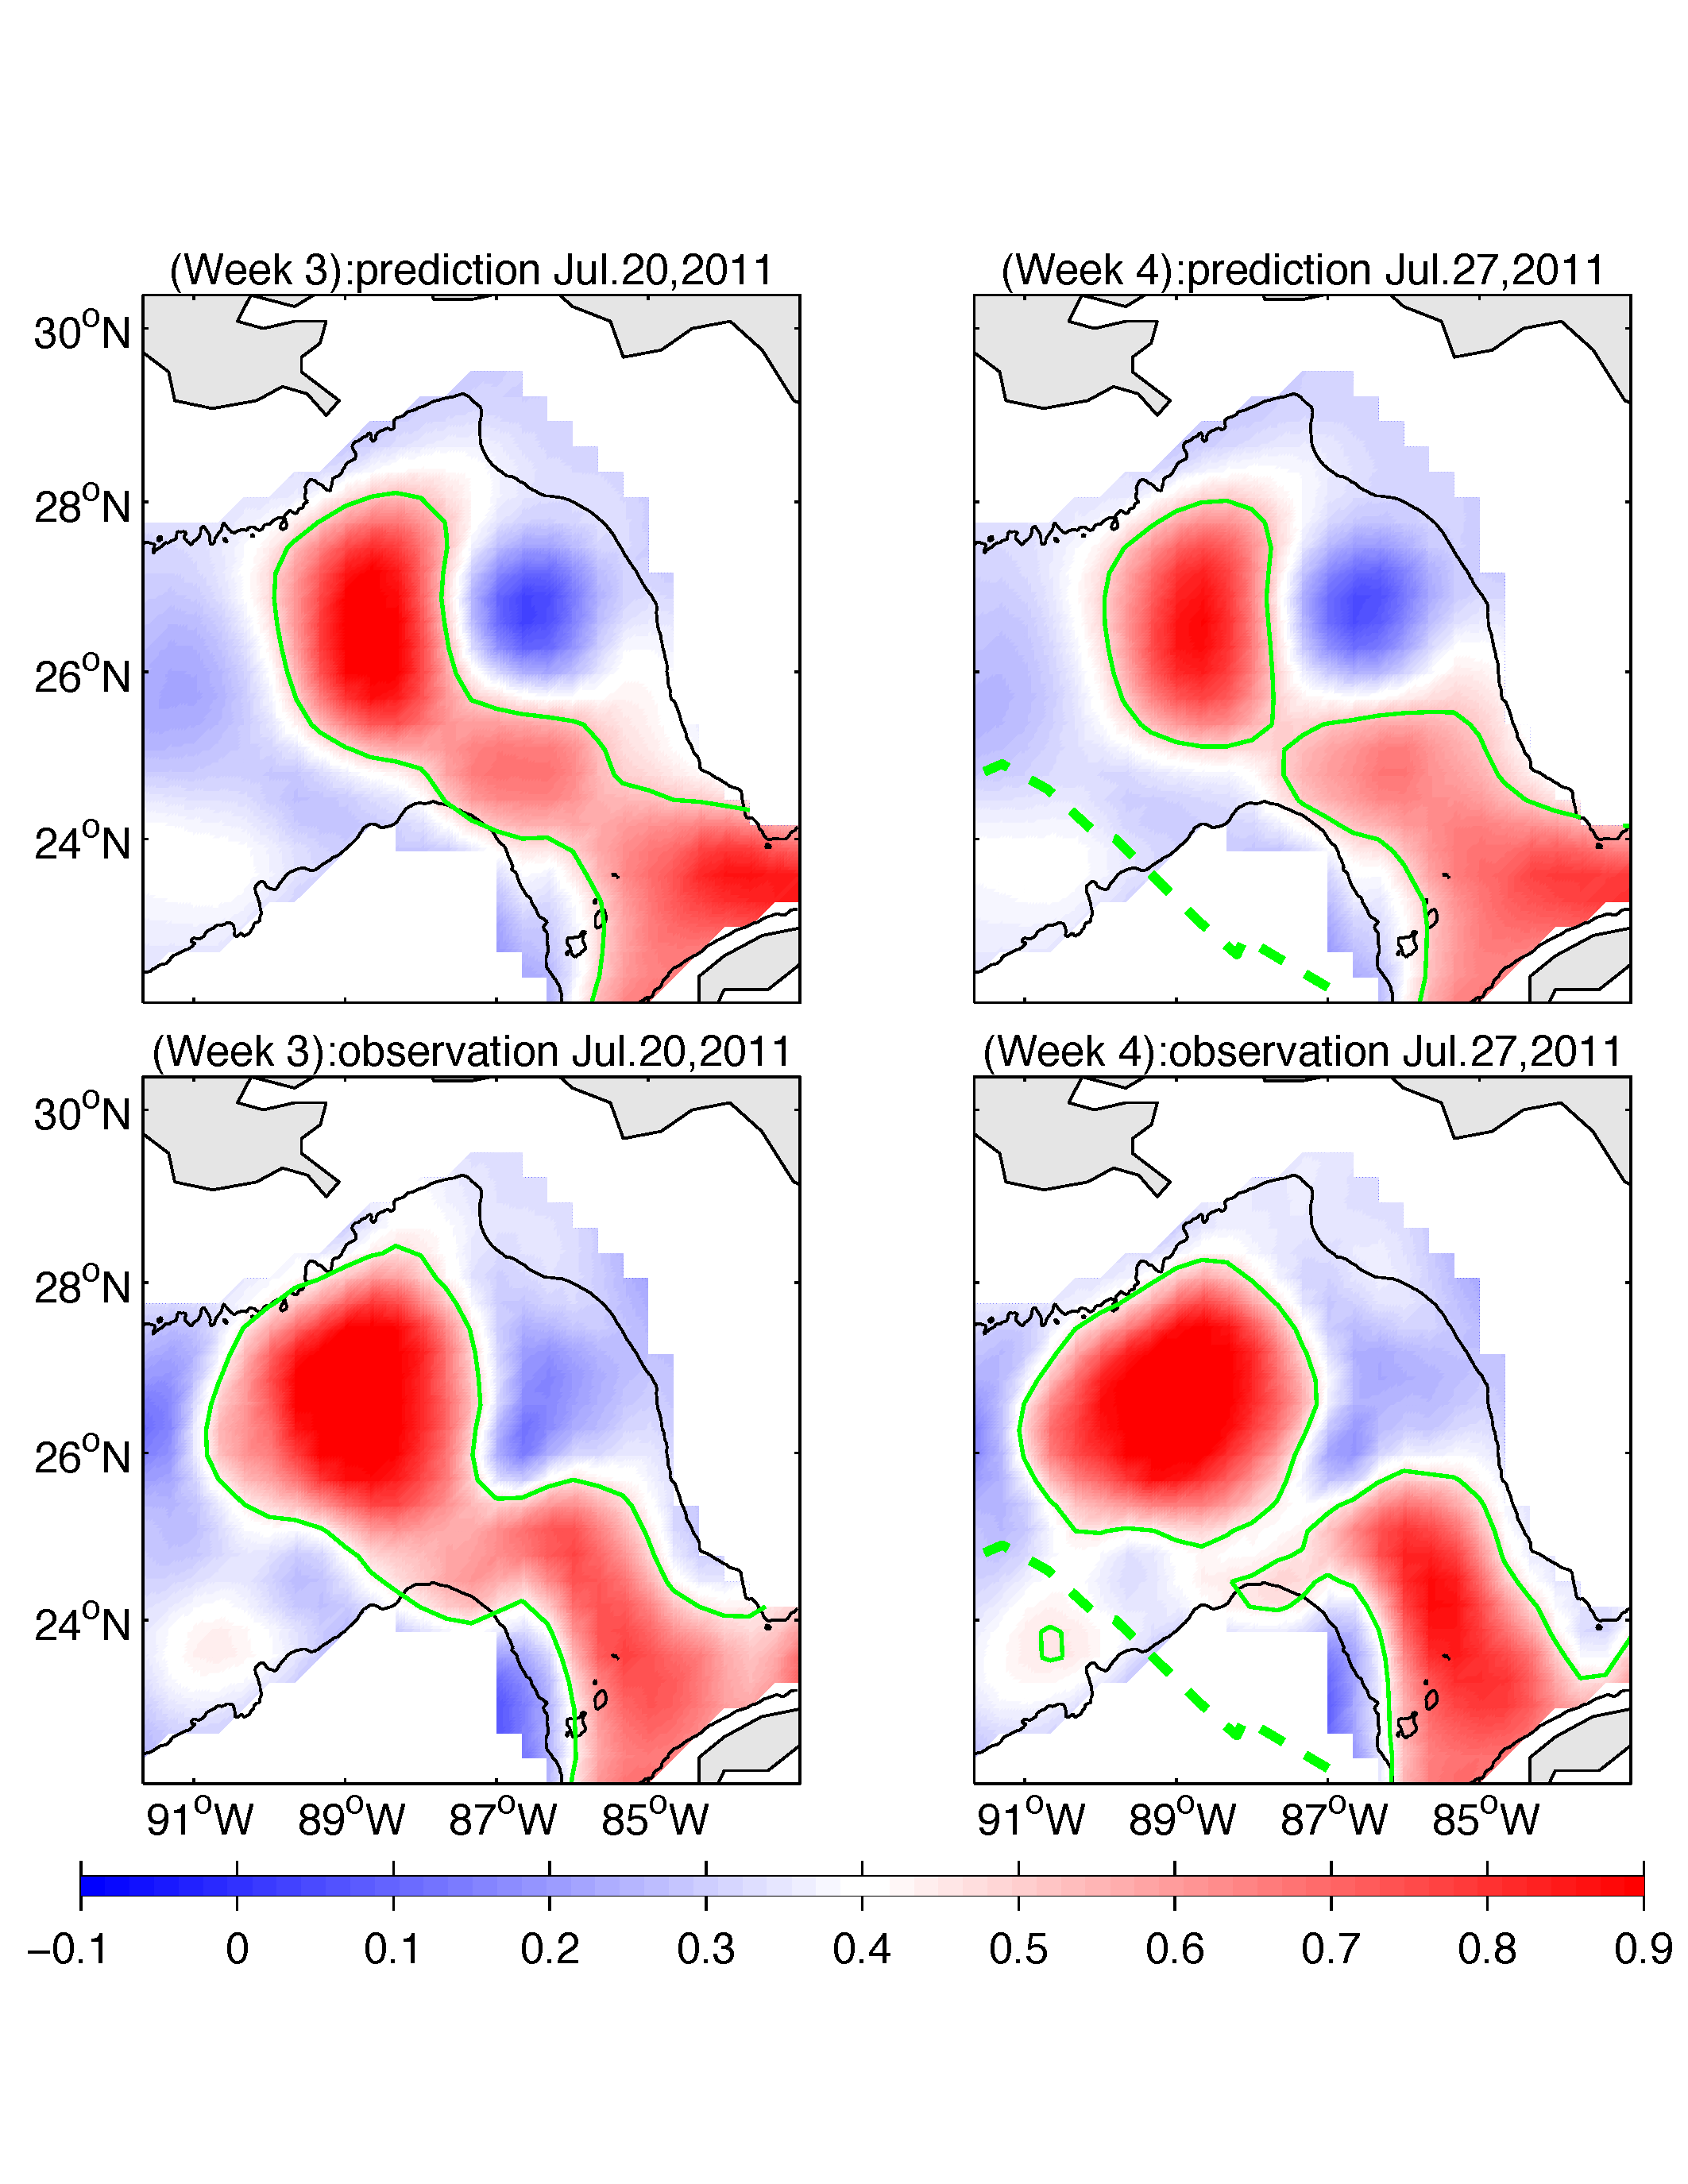 (Week 3):prediction Jul.20,2011
(Week 4):prediction Jul.27,2011
30oN
28oN
26oN
24oN
(Week 3):observation Jul.20,2011
(Week 4):observation Jul.27,2011
30oN
28oN
26oN
24oN
91oW 89oW 87oW 85oW
91oW 89oW 87oW 85oW
−0.1 0 0.1 0.2 0.3 0.4 0.5 0.6 0.7 0.8 0.9